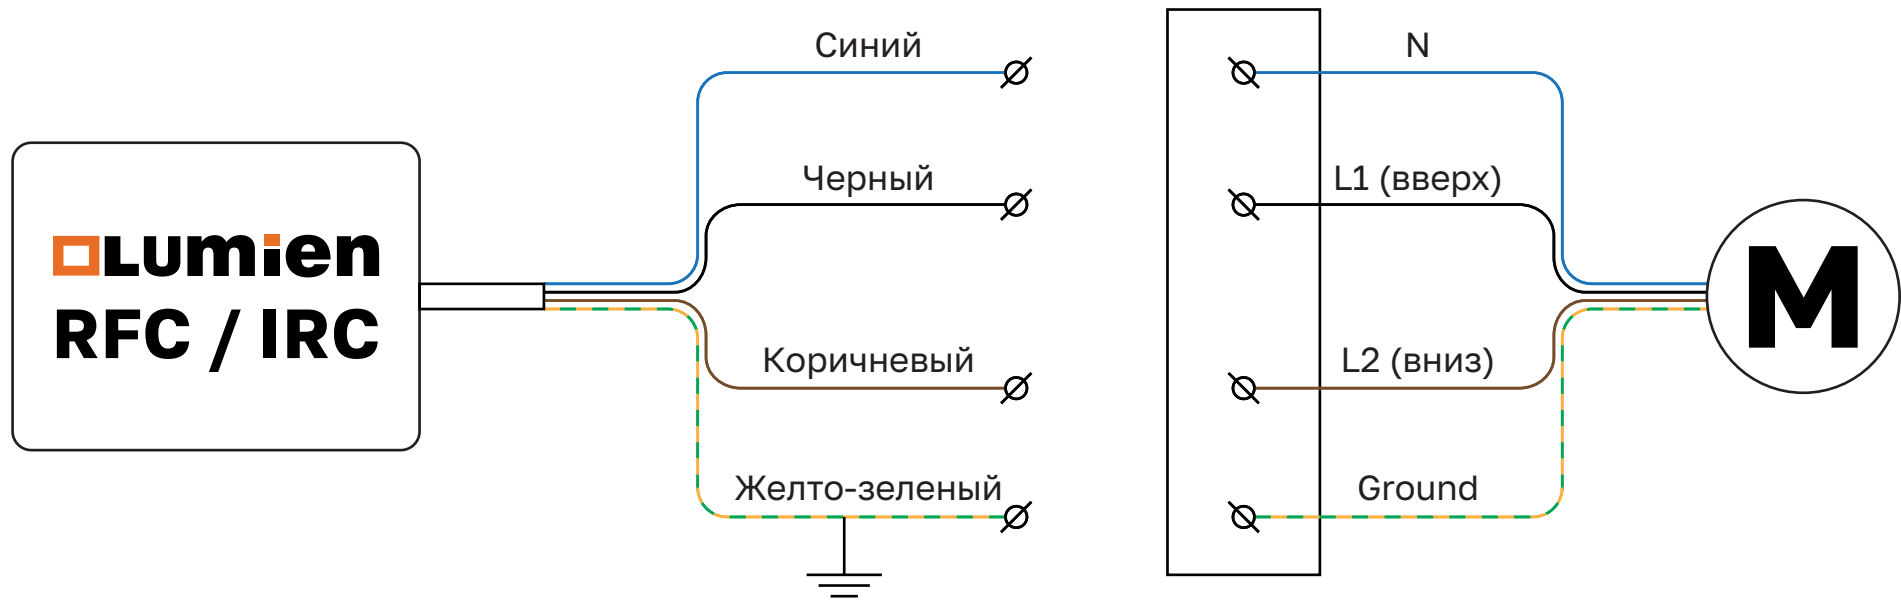 Синий
N
Черный
L1 (вверх)
Lumien
RFC / IRC
M
Коричневый
L2 (вниз)
Желто-зеленый
Ground